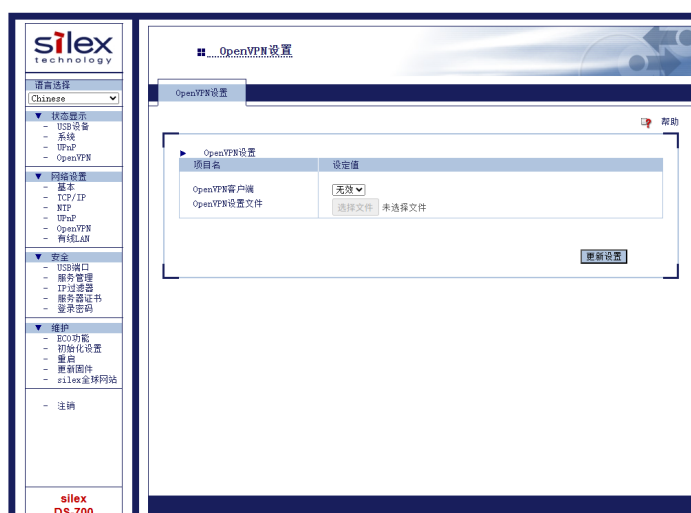 silex
technology
语言选择
Chinese
▼ 状态显示
- USB设备
- 系统
- UPnP
- OpenVPN
▼ 网络设置
- 基本
- TCP/IP
- NTP
- UPnP
- OpenVPN
- 有线LAN
▼ 安全
- USB端口
- 服务管理
- IP过滤器
- 服务器证书
- 登录密码
▼ 维护
- ECO功能
- 初始化设置
- 重启
- 更新固件
- silex全球网站
- 注销
silex
DS-700
OpenVPN设置
OpenVPN设置
帮助
OpenVPN设置
项目名 设定值
OpenVPN客户端 无效
OpenVPN设置文件 选择文件 未选择文件
更新设置